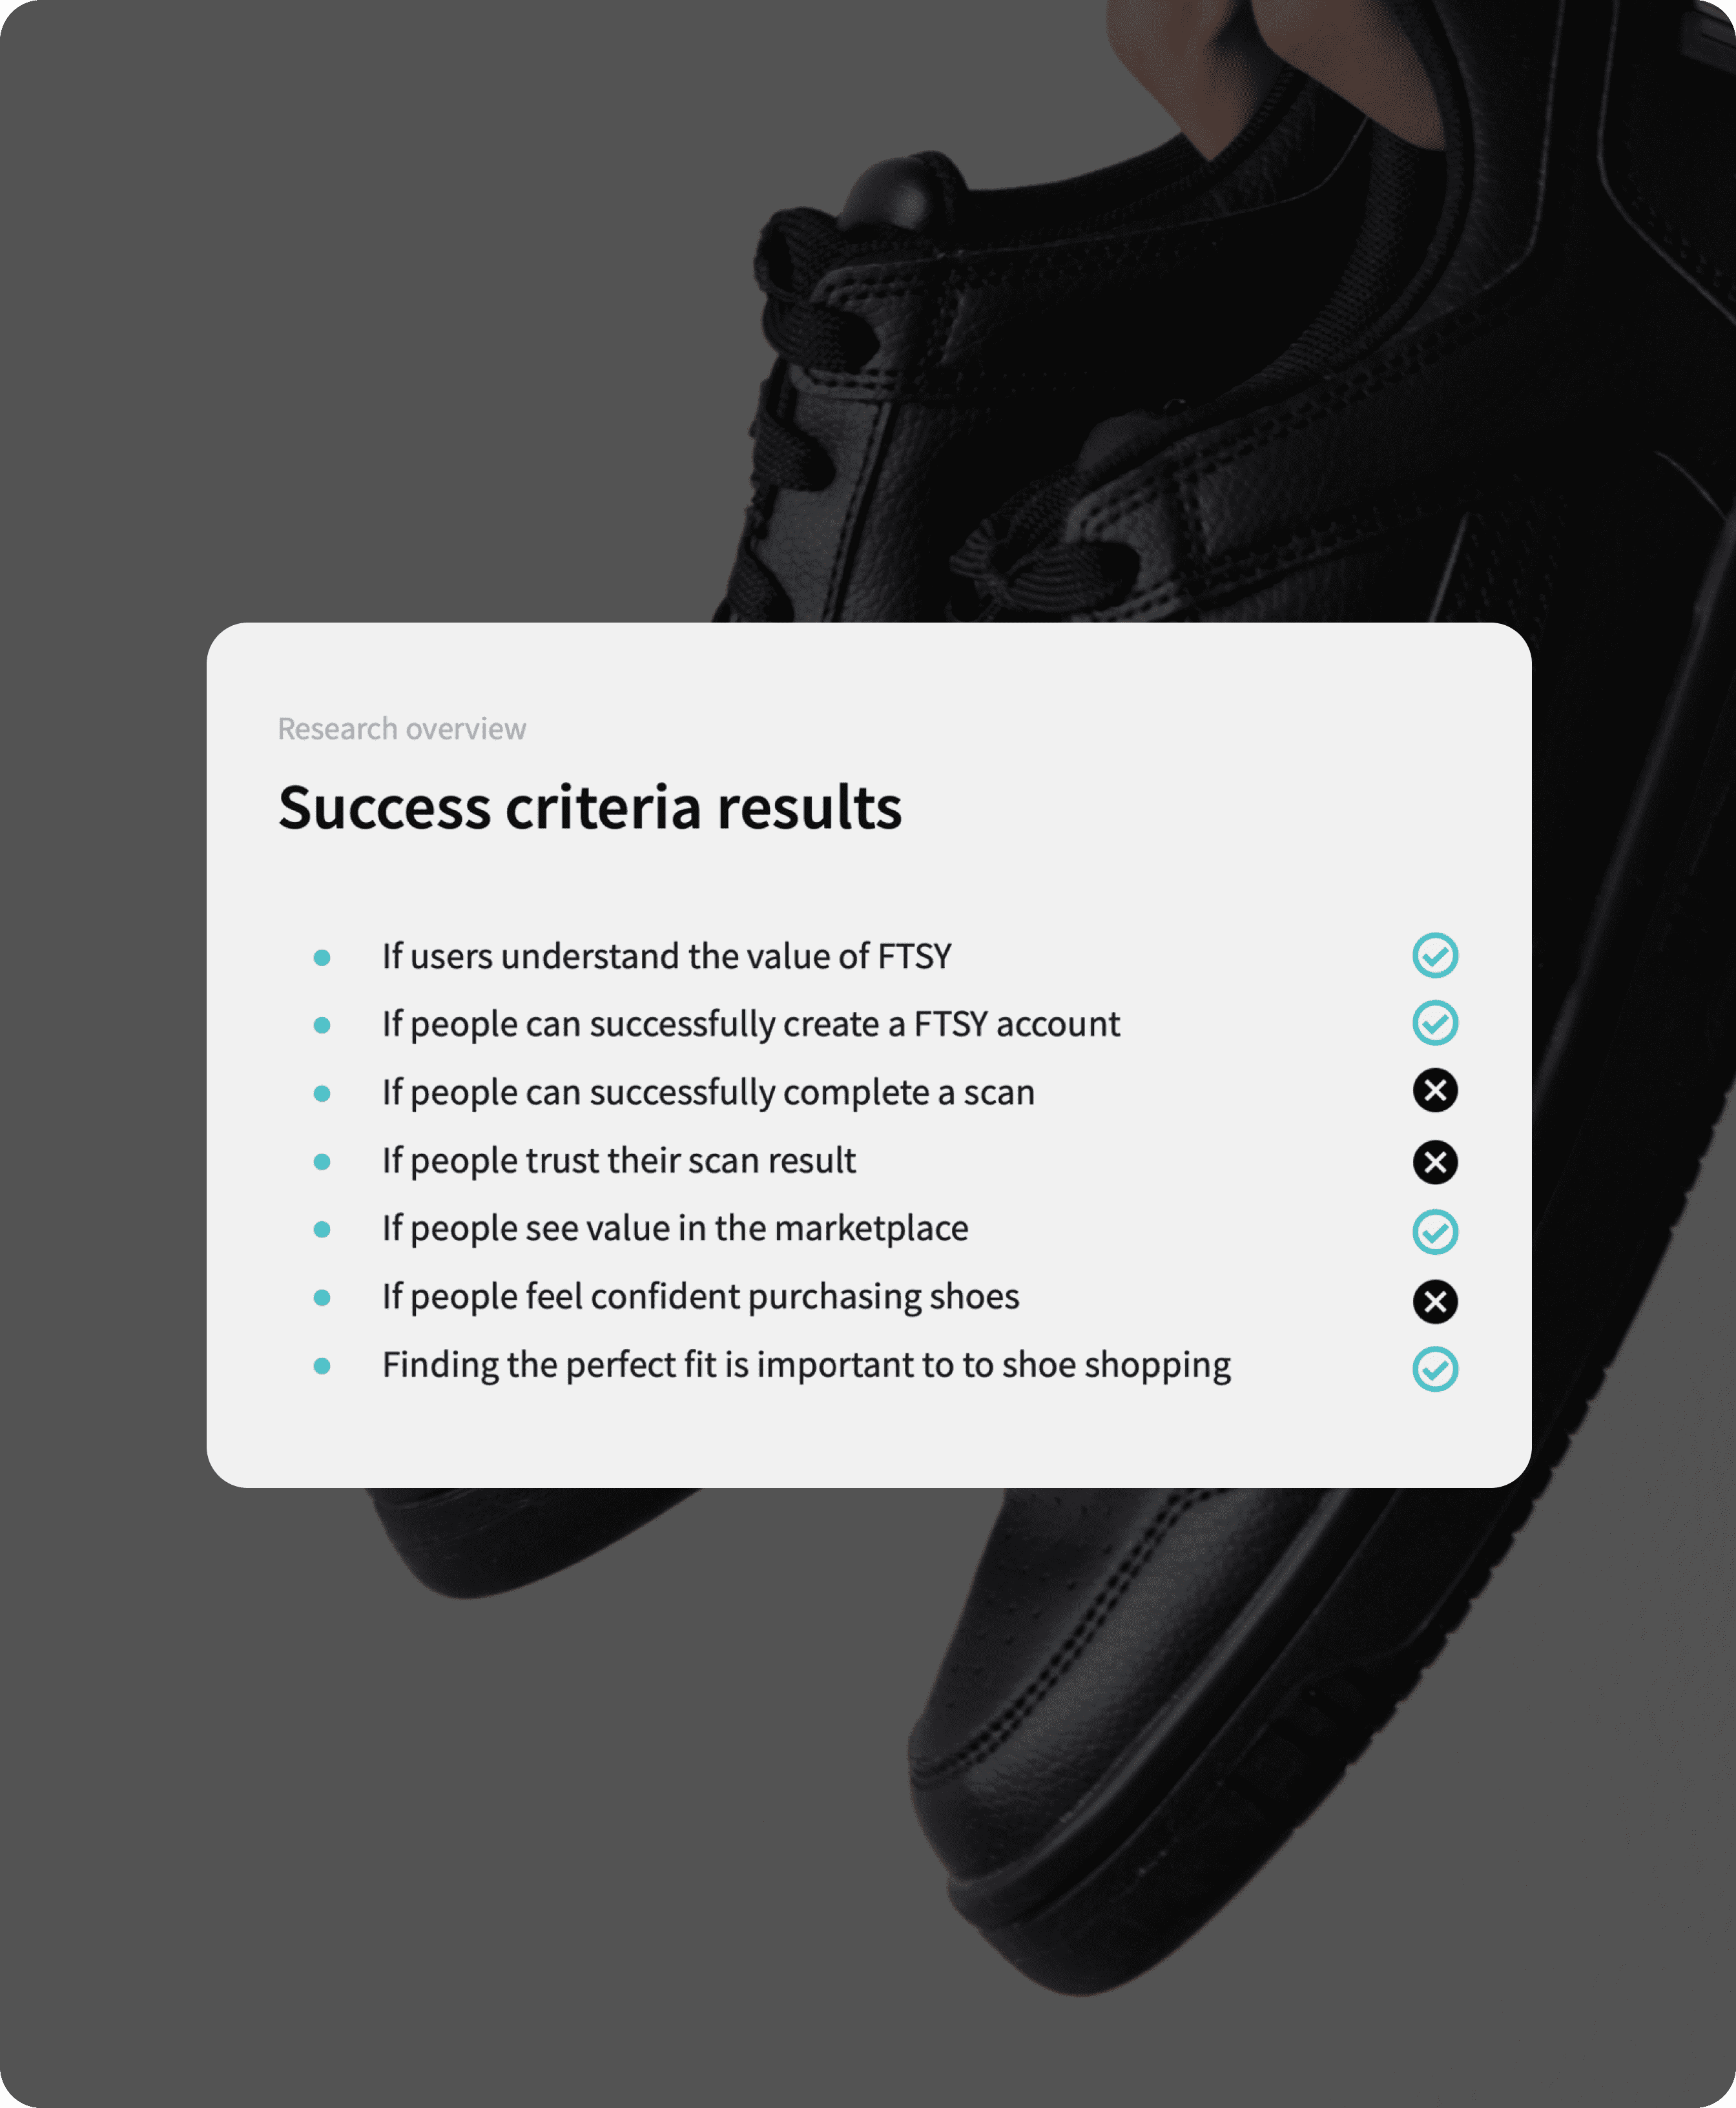 Research overview
Success criteria results
If users understand the value of FTSY
If people can successfully create a FTSY account
If people can successfully complete a scan
If people trust their scan result
If people see value in the marketplace
If people feel confident purchasing shoes
Finding the perfect fit is important to to shoe shopping